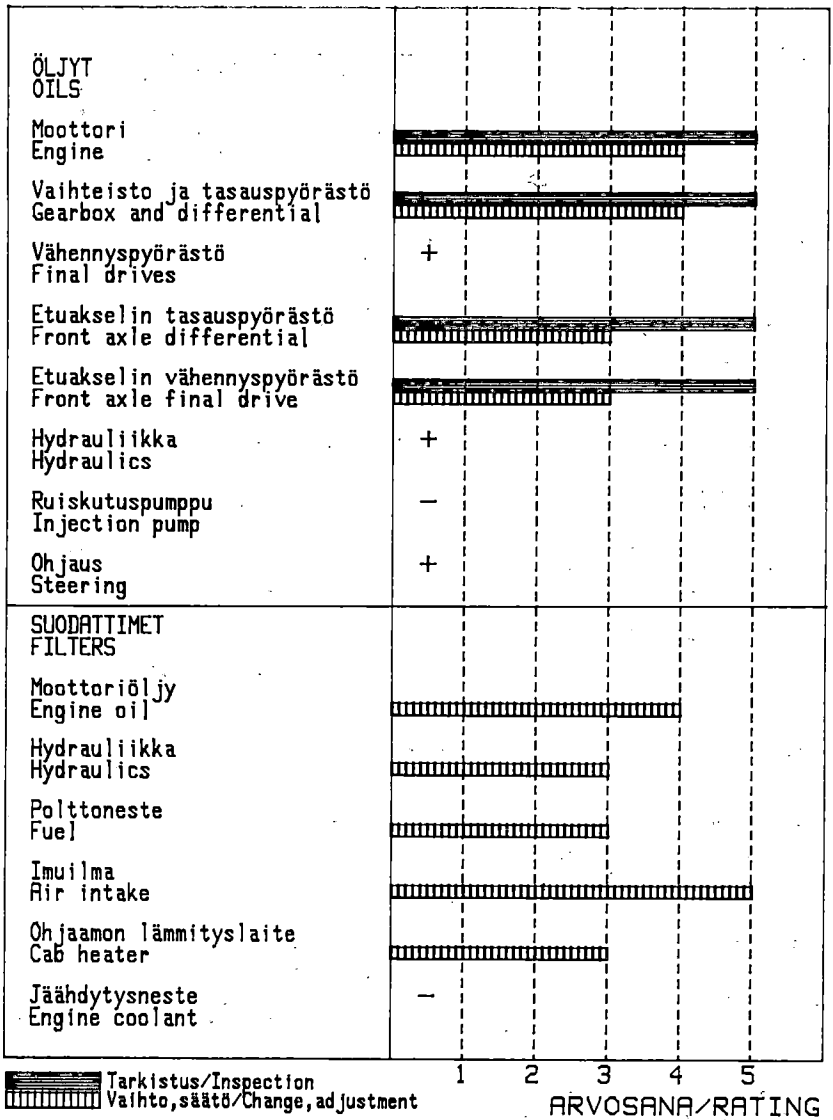 ÖLJYT
OILS
Moottori
Engine
Vaihteisto ja tasauspyörästö
Gearbox and differential
Vähennyspyörästö +
Final drives
Etuakselin tasauspyörästö
Front axle differential
Etuakselin vähennyspyörästö
Front axle final drive
Hydrauliikka +
Hydraulics
Ruiskutuspumppu −
Injection pump
Ohjaus +
Steering
SUODATTIMET
FILTERS
Moottoriöljy
Engine oil
Hydrauliikka
Hydraulics
Polttoneste
Fuel
Imuilma
Air intake
Ohjaamon lämmityslaite
Cab heater
Jäähdytysneste −
Engine coolant
1 2 3 4 5
Tarkistus/Inspection
Vaihto,säätö/Change,adjustment
ARVOSANA/RATING